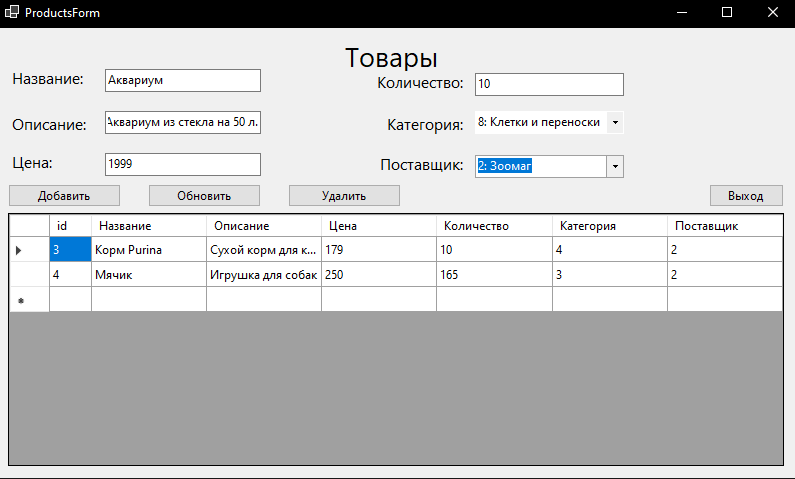 ProductsForm
Товары
Название: Аквариум Количество: 10
Описание: Аквариум из стекла на 50 л. Категория: 8: Клетки и переноски
Цена: 1999 Поставщик: 2: Зоомаг
Добавить Обновить Удалить Выход
id Название Описание Цена Количество Категория Поставщик
3 Корм Purina Сухой корм для к... 179 10 4 2
4 Мячик Игрушка для собак 250 165 3 2